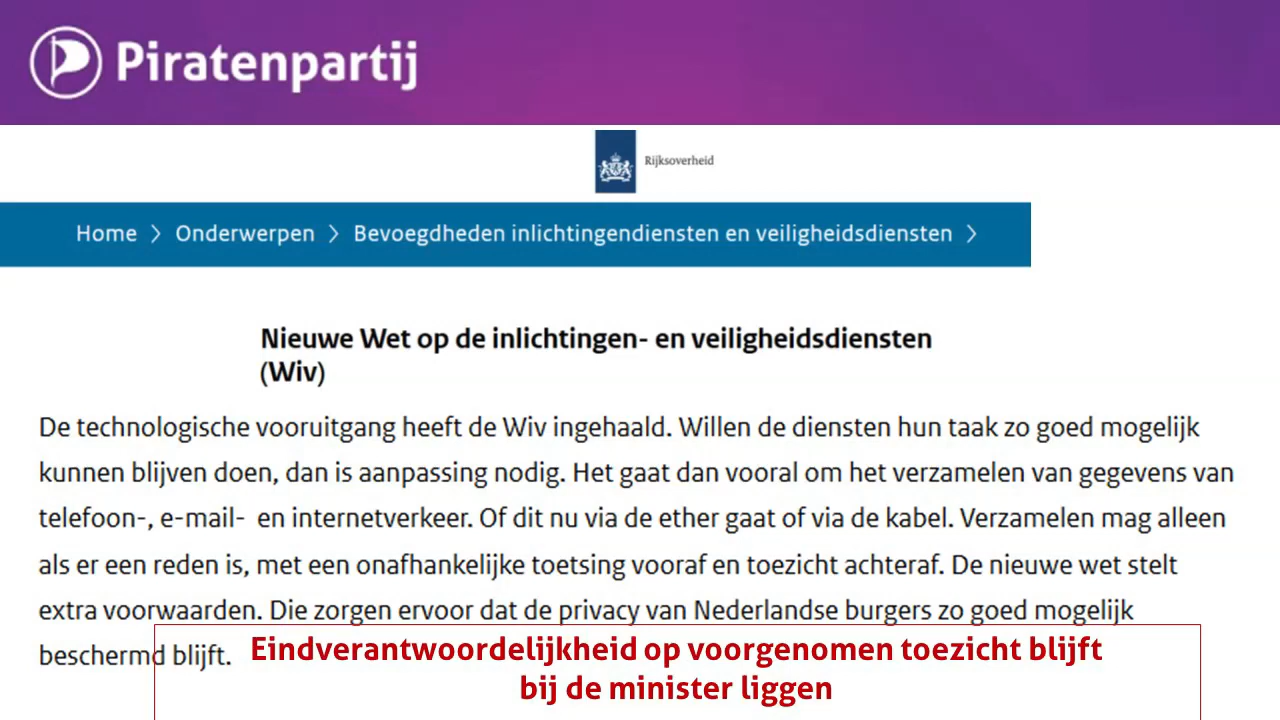 Piratenpartij
Rijksoverheid
Home > Onderwerpen > Bevoegdheden inlichtingendiensten en veiligheidsdiensten >
Nieuwe Wet op de inlichtingen- en veiligheidsdiensten
(Wiv)
De technologische vooruitgang heeft de Wiv ingehaald. Willen de diensten hun taak zo goed mogelijk
kunnen blijven doen, dan is aanpassing nodig. Het gaat dan vooral om het verzamelen van gegevens van
telefoon-, e-mail- en internetverkeer. Of dit nu via de ether gaat of via de kabel. Verzamelen mag alleen
als er een reden is, met een onafhankelijke toetsing vooraf en toezicht achteraf. De nieuwe wet stelt
extra voorwaarden. Die zorgen ervoor dat de privacy van Nederlandse burgers zo goed mogelijk
beschermd blijft.
Eindverantwoordelijkheid op voorgenomen toezicht blijft
bij de minister liggen